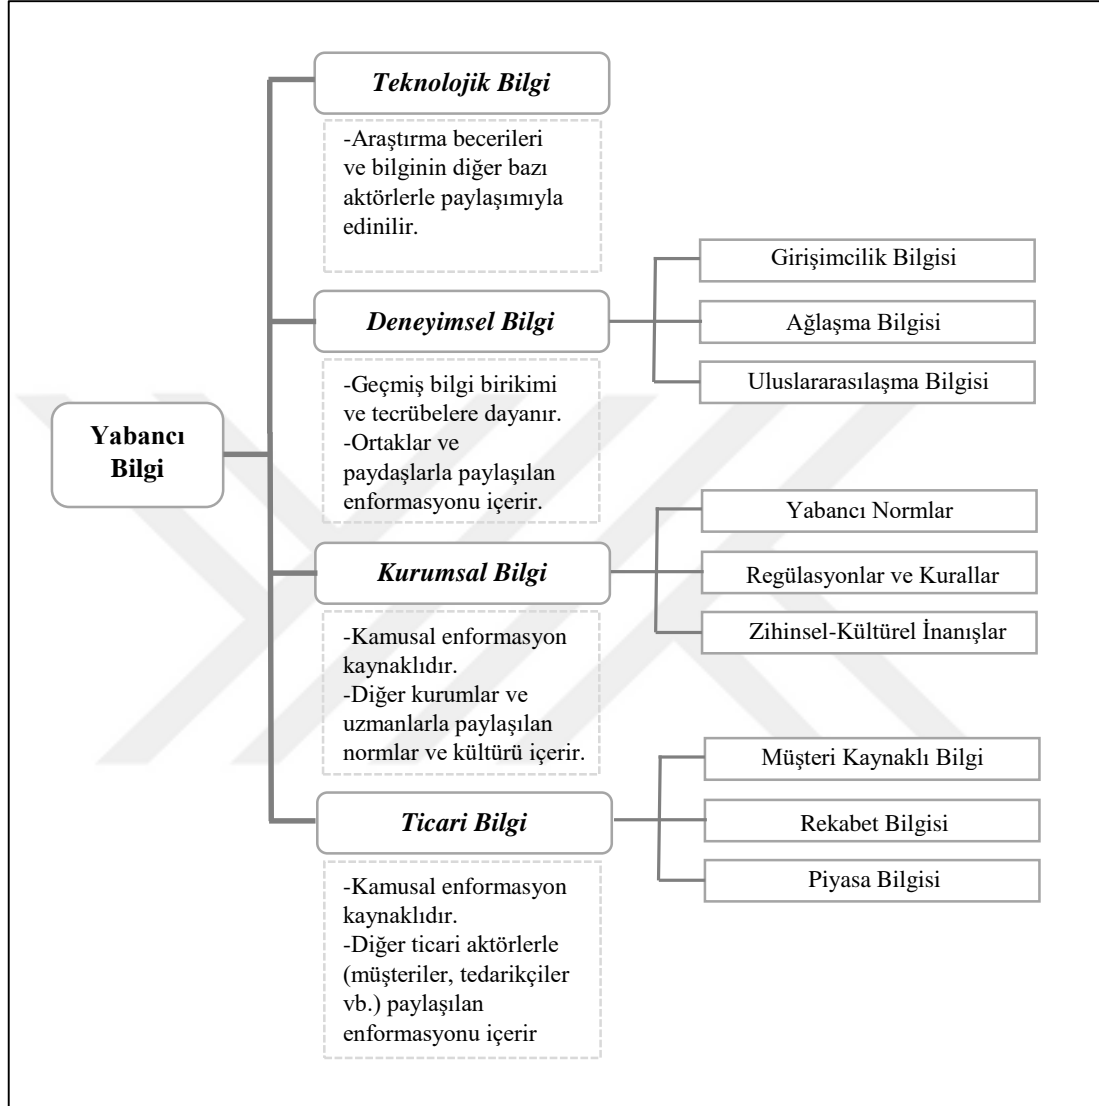 Yabancı
Bilgi
Teknolojik Bilgi
-Araştırma becerileri
ve bilginin diğer bazı
aktörlerle paylaşımıyla
edinilir.
Deneyimsel Bilgi
-Geçmiş bilgi birikimi
ve tecrübelere dayanır.
-Ortaklar ve
paydaşlarla paylaşılan
enformasyonu içerir.
Girişimcilik Bilgisi
Ağlaşma Bilgisi
Uluslararasılaşma Bilgisi
Kurumsal Bilgi
-Kamusal enformasyon
kaynaklıdır.
-Diğer kurumlar ve
uzmanlarla paylaşılan
normlar ve kültürü içerir.
Yabancı Normlar
Regülasyonlar ve Kurallar
Zihinsel-Kültürel İnanışlar
Ticari Bilgi
-Kamusal enformasyon
kaynaklıdır.
-Diğer ticari aktörlerle
(müşteriler, tedarikçiler
vb.) paylaşılan
enformasyonu içerir
Müşteri Kaynaklı Bilgi
Rekabet Bilgisi
Piyasa Bilgisi